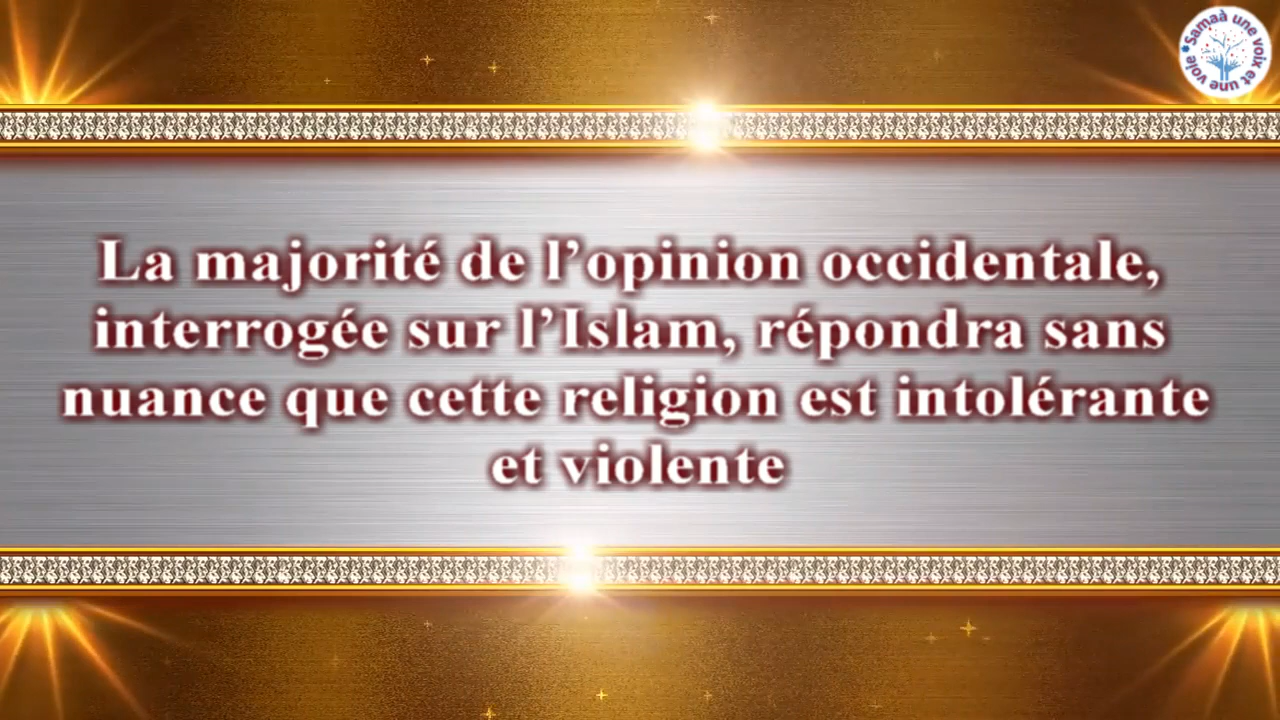 Samaà une voix et une voie
La majorité de l’opinion occidentale,
interrogée sur l’Islam, répondra sans
nuance que cette religion est intolérante
et violente